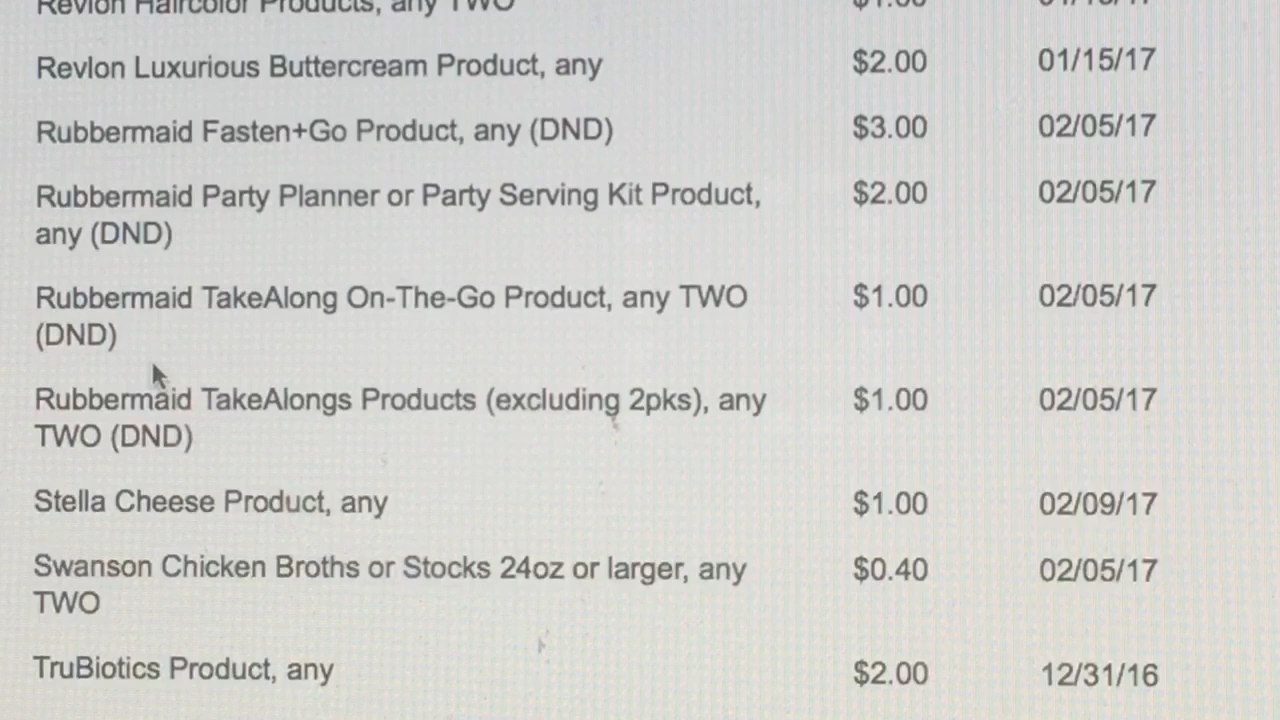 Revlon Haircolor Products, any TWO
Revlon Luxurious Buttercream Product, any $2.00 01/15/17
Rubbermaid Fasten+Go Product, any (DND) $3.00 02/05/17
Rubbermaid Party Planner or Party Serving Kit Product, $2.00 02/05/17
any (DND)
Rubbermaid TakeAlong On-The-Go Product, any TWO $1.00 02/05/17
(DND)
Rubbermaid TakeAlongs Products (excluding 2pks), any $1.00 02/05/17
TWO (DND)
Stella Cheese Product, any $1.00 02/09/17
Swanson Chicken Broths or Stocks 24oz or larger, any $0.40 02/05/17
TWO
TruBiotics Product, any $2.00 12/31/16